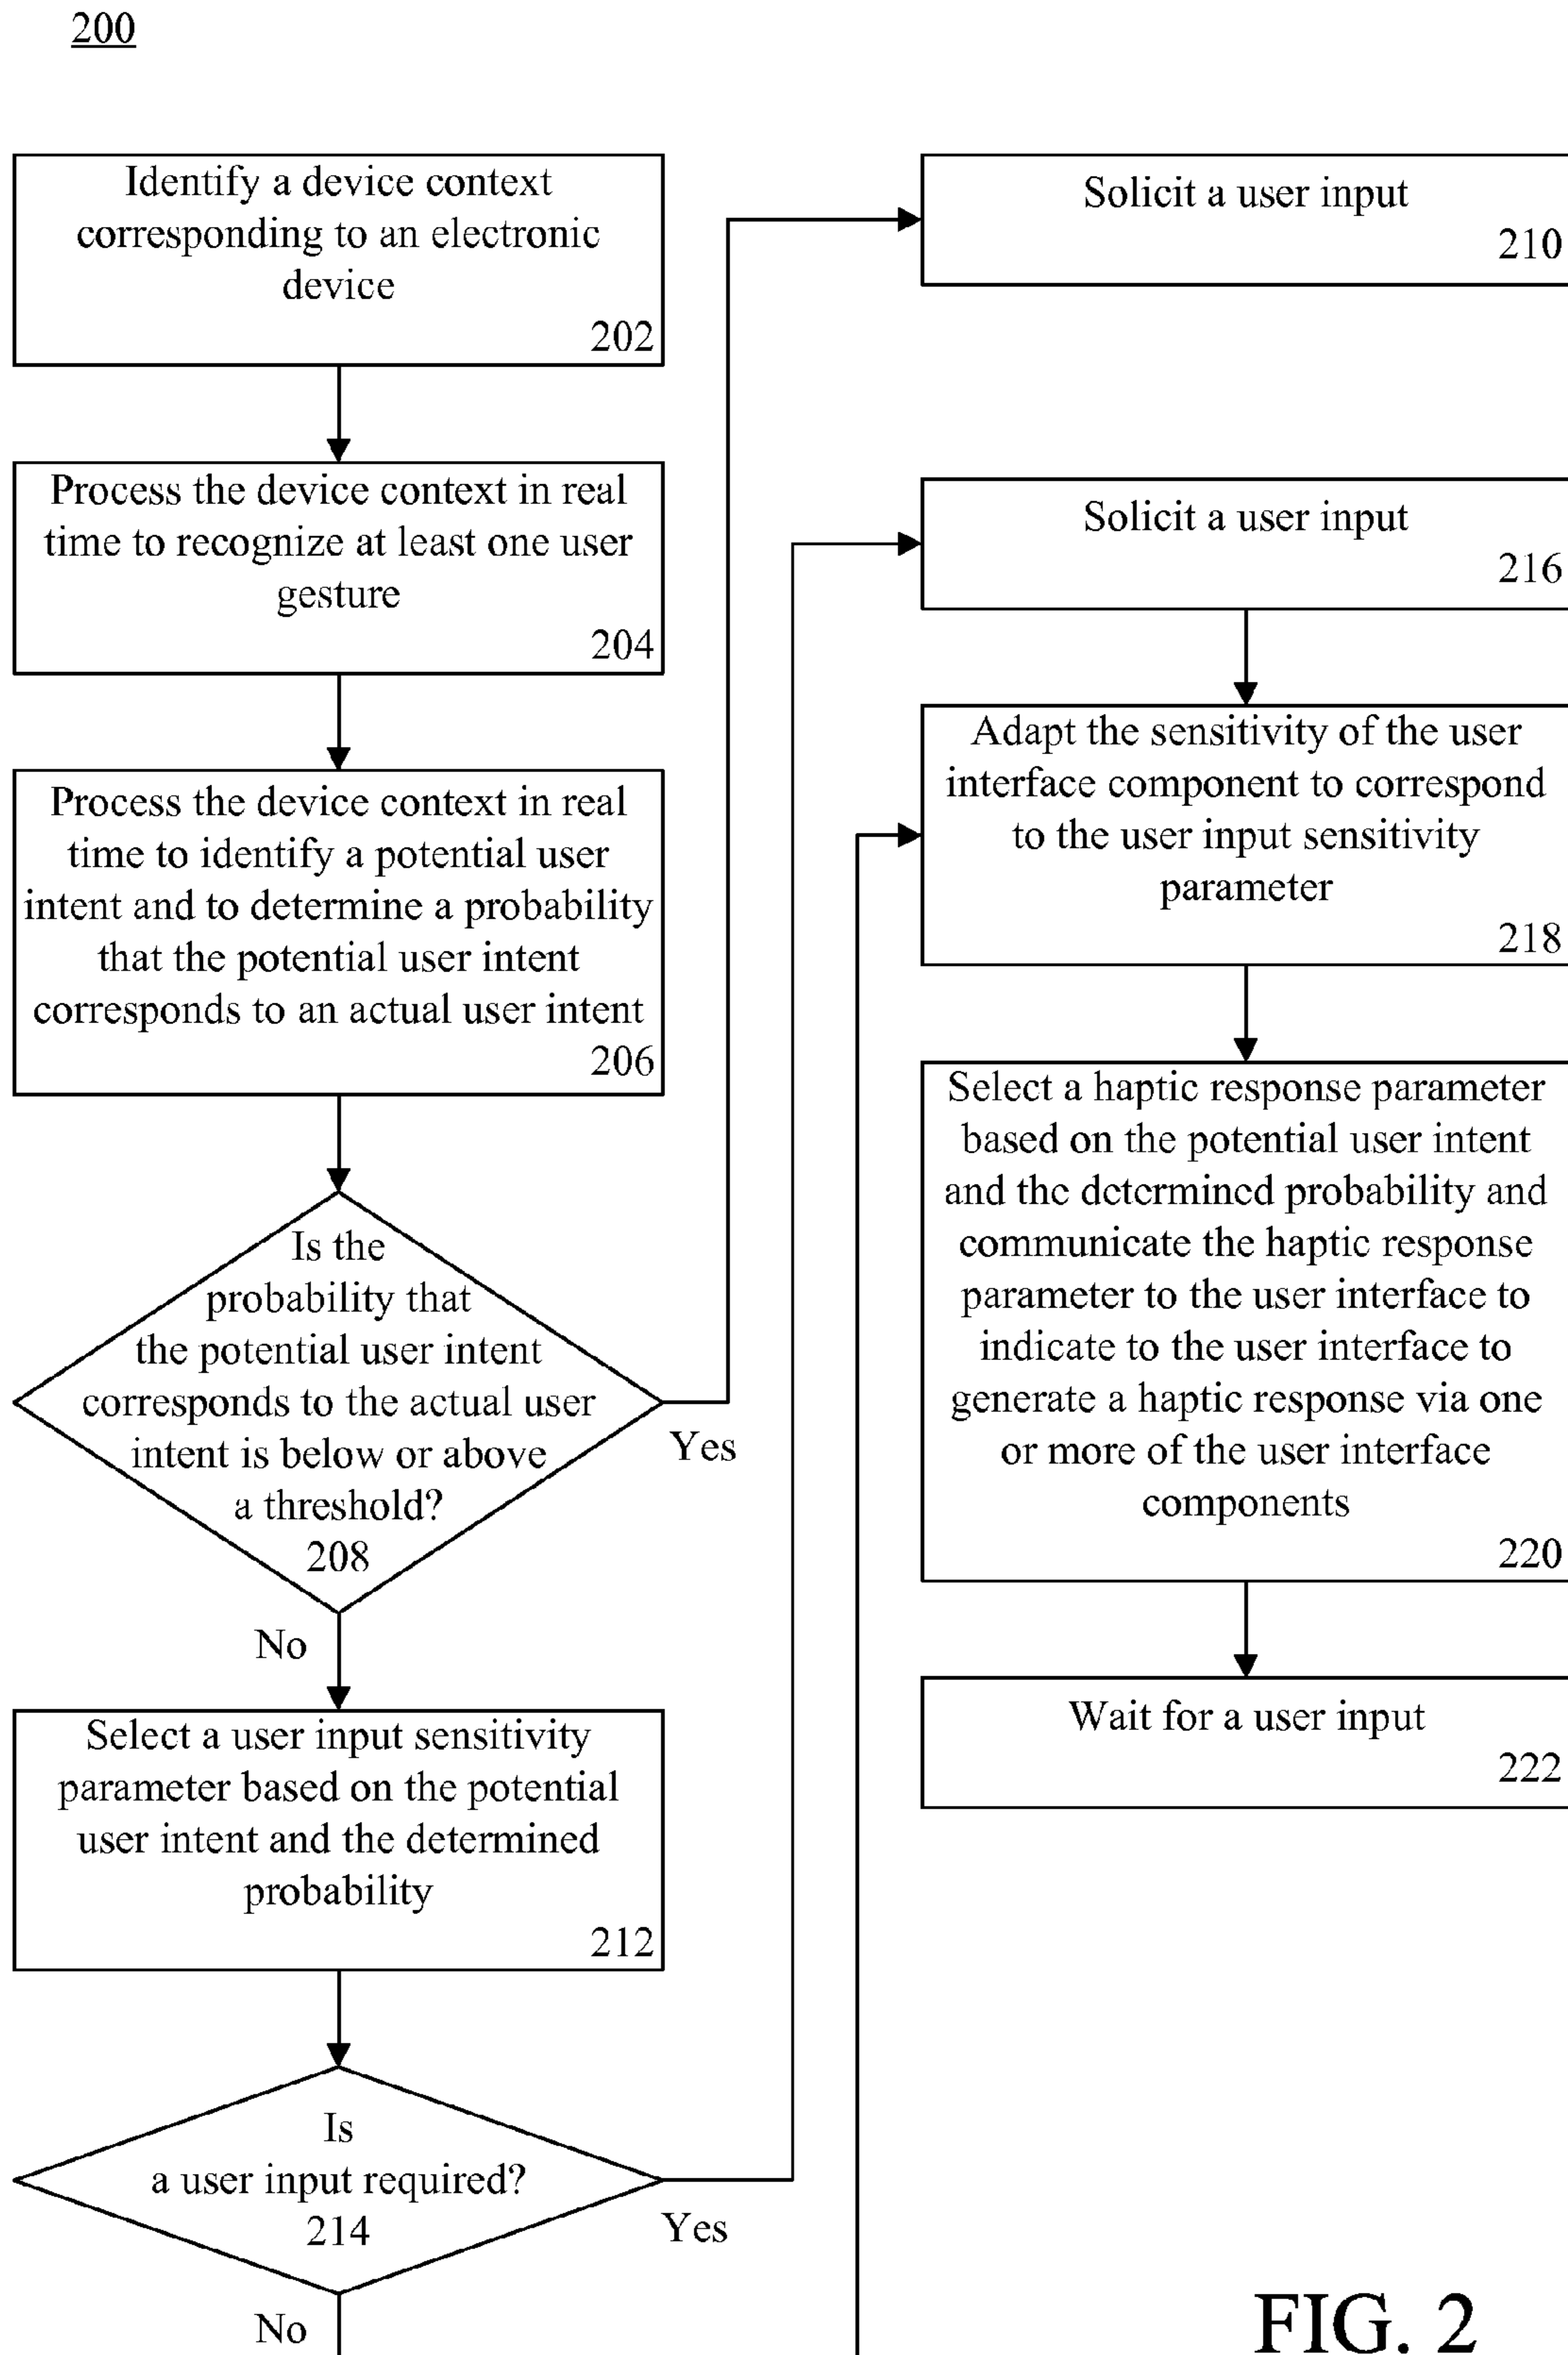 200
Identify a device context
corresponding to an electronic
device
202
Process the device context in real
time to recognize at least one user
gesture
204
Process the device context in real
time to identify a potential user
intent and to determine a probability
that the potential user intent
corresponds to an actual user intent
206
Is the
probability that
the potential user intent
corresponds to the actual user
intent is below or above
a threshold?
208
Yes
No
Select a user input sensitivity
parameter based on the potential
user intent and the determined
probability
212
Is
a user input required?
214
Yes
No
Solicit a user input
210
Solicit a user input
216
Adapt the sensitivity of the user
interface component to correspond
to the user input sensitivity
parameter
218
Select a haptic response parameter
based on the potential user intent
and the determined probability and
communicate the haptic response
parameter to the user interface to
indicate to the user interface to
generate a haptic response via one
or more of the user interface
components
220
Wait for a user input
222
FIG. 2